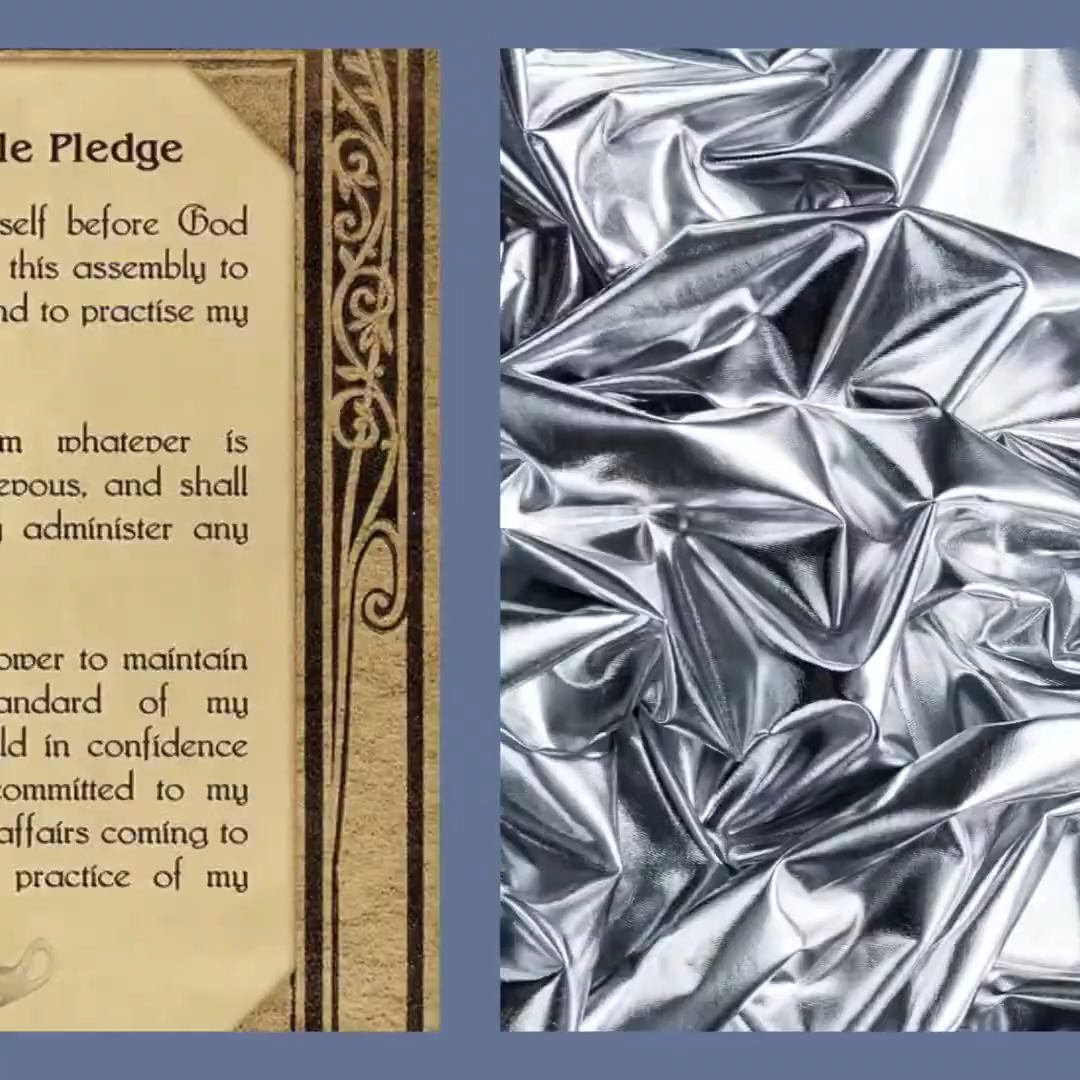 le Pledge
self before God
this assembly to
nd to practise my
m whatever is
evous, and shall
administer any
ower to maintain
andard of my
ld in confidence
committed to my
affairs coming to
practice of my